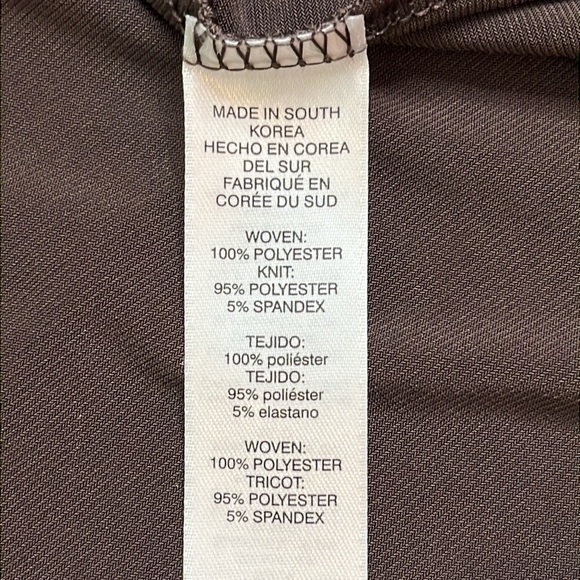 MADE IN SOUTH
KOREA
HECHO EN COREA
DEL SUR
FABRIQUÉ EN
CORÉE DU SUD
WOVEN:
100% POLYESTER
KNIT:
95% POLYESTER
5% SPANDEX
TEJIDO:
100% poliéster
TEJIDO:
95% poliéster
5% elastano
WOVEN:
100% POLYESTER
TRICOT:
95% POLYESTER
5% SPANDEX